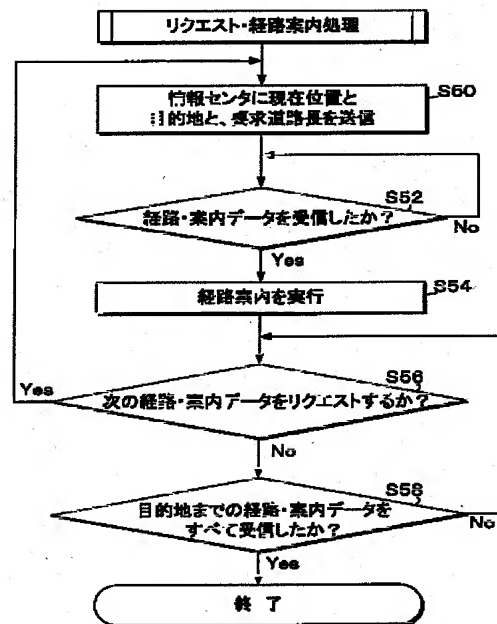 リクエスト・経路案内処理
S50
情報センタに現在位置と
目的地と、要求道路長を送信
S52
経路・案内データを受信したか？
No
Yes
S54
経路案内を実行
S56
Yes
次の経路・案内データをリクエストするか？
No
S58
目的地までの経路・案内データを
すべて受信したか？
No
Yes
終 了